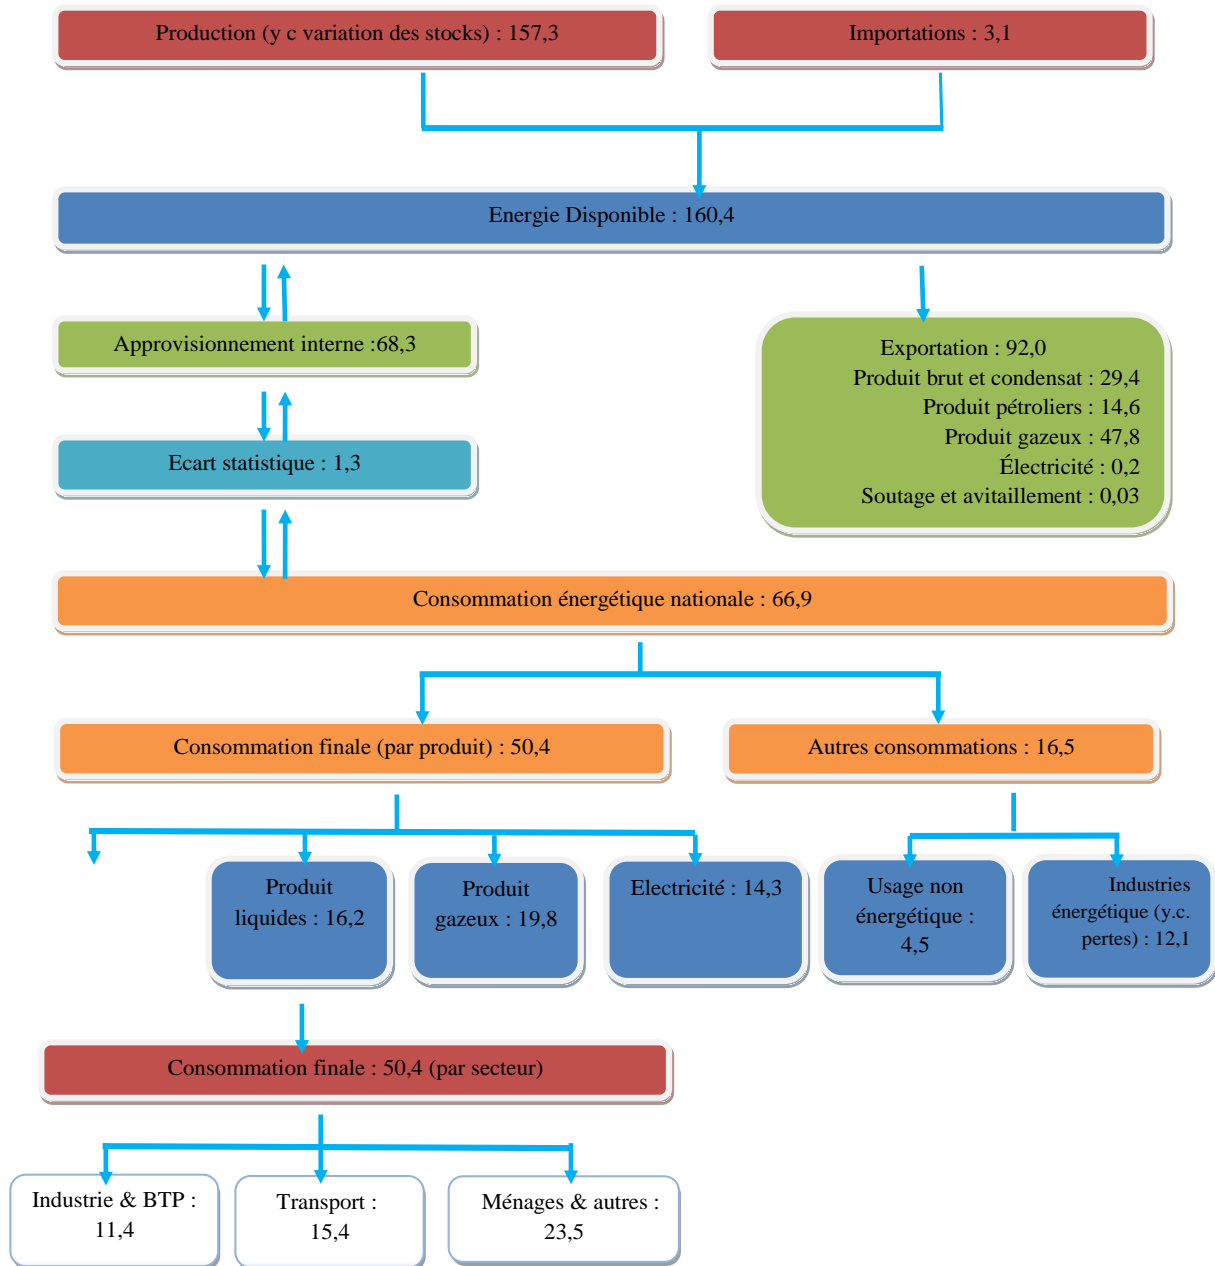 Production (y c variation des stocks) : 157,3
Importations : 3,1
Energie Disponible : 160,4
Approvisionnement interne :68,3
Exportation : 92,0
Produit brut et condensat : 29,4
Produit pétroliers : 14,6
Produit gazeux : 47,8
Électricité : 0,2
Soutage et avitaillement : 0,03
Ecart statistique : 1,3
Consommation énergétique nationale : 66,9
Consommation finale (par produit) : 50,4
Autres consommations : 16,5
Produit
liquides : 16,2
Produit
gazeux : 19,8
Electricité : 14,3
Usage non
énergétique :
4,5
Industries
énergétique (y.c.
pertes) : 12,1
Consommation finale : 50,4 (par secteur)
Industrie & BTP :
11,4
Transport :
15,4
Ménages & autres :
23,5